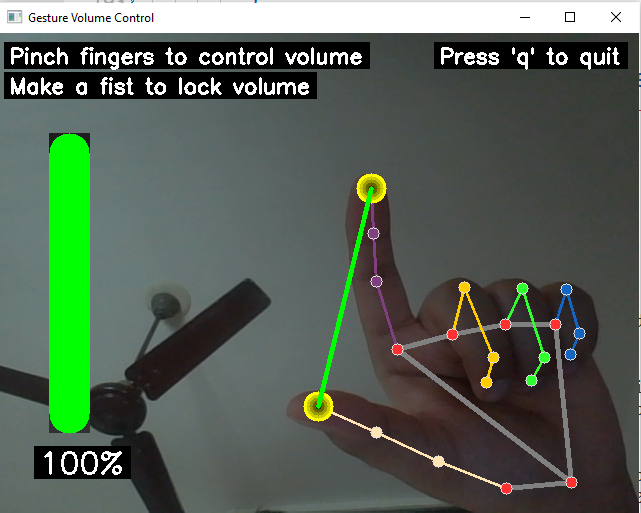 Gesture Volume Control
Pinch fingers to control volume
Press 'q' to quit
Make a fist to lock volume
100%